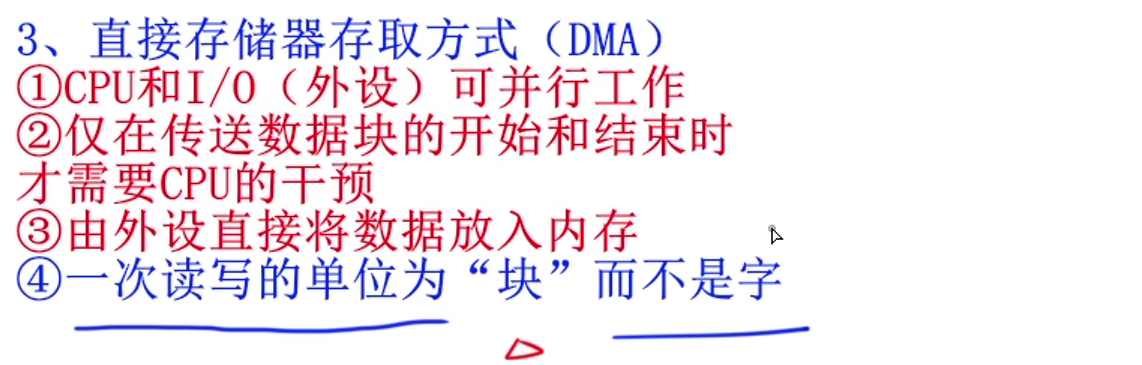 3、直接存储器存取方式（DMA）
①CPU和I/O（外设）可并行工作
②仅在传送数据块的开始和结束时
才需要CPU的干预
③由外设直接将数据放入内存
④一次读写的单位为“块”而不是字